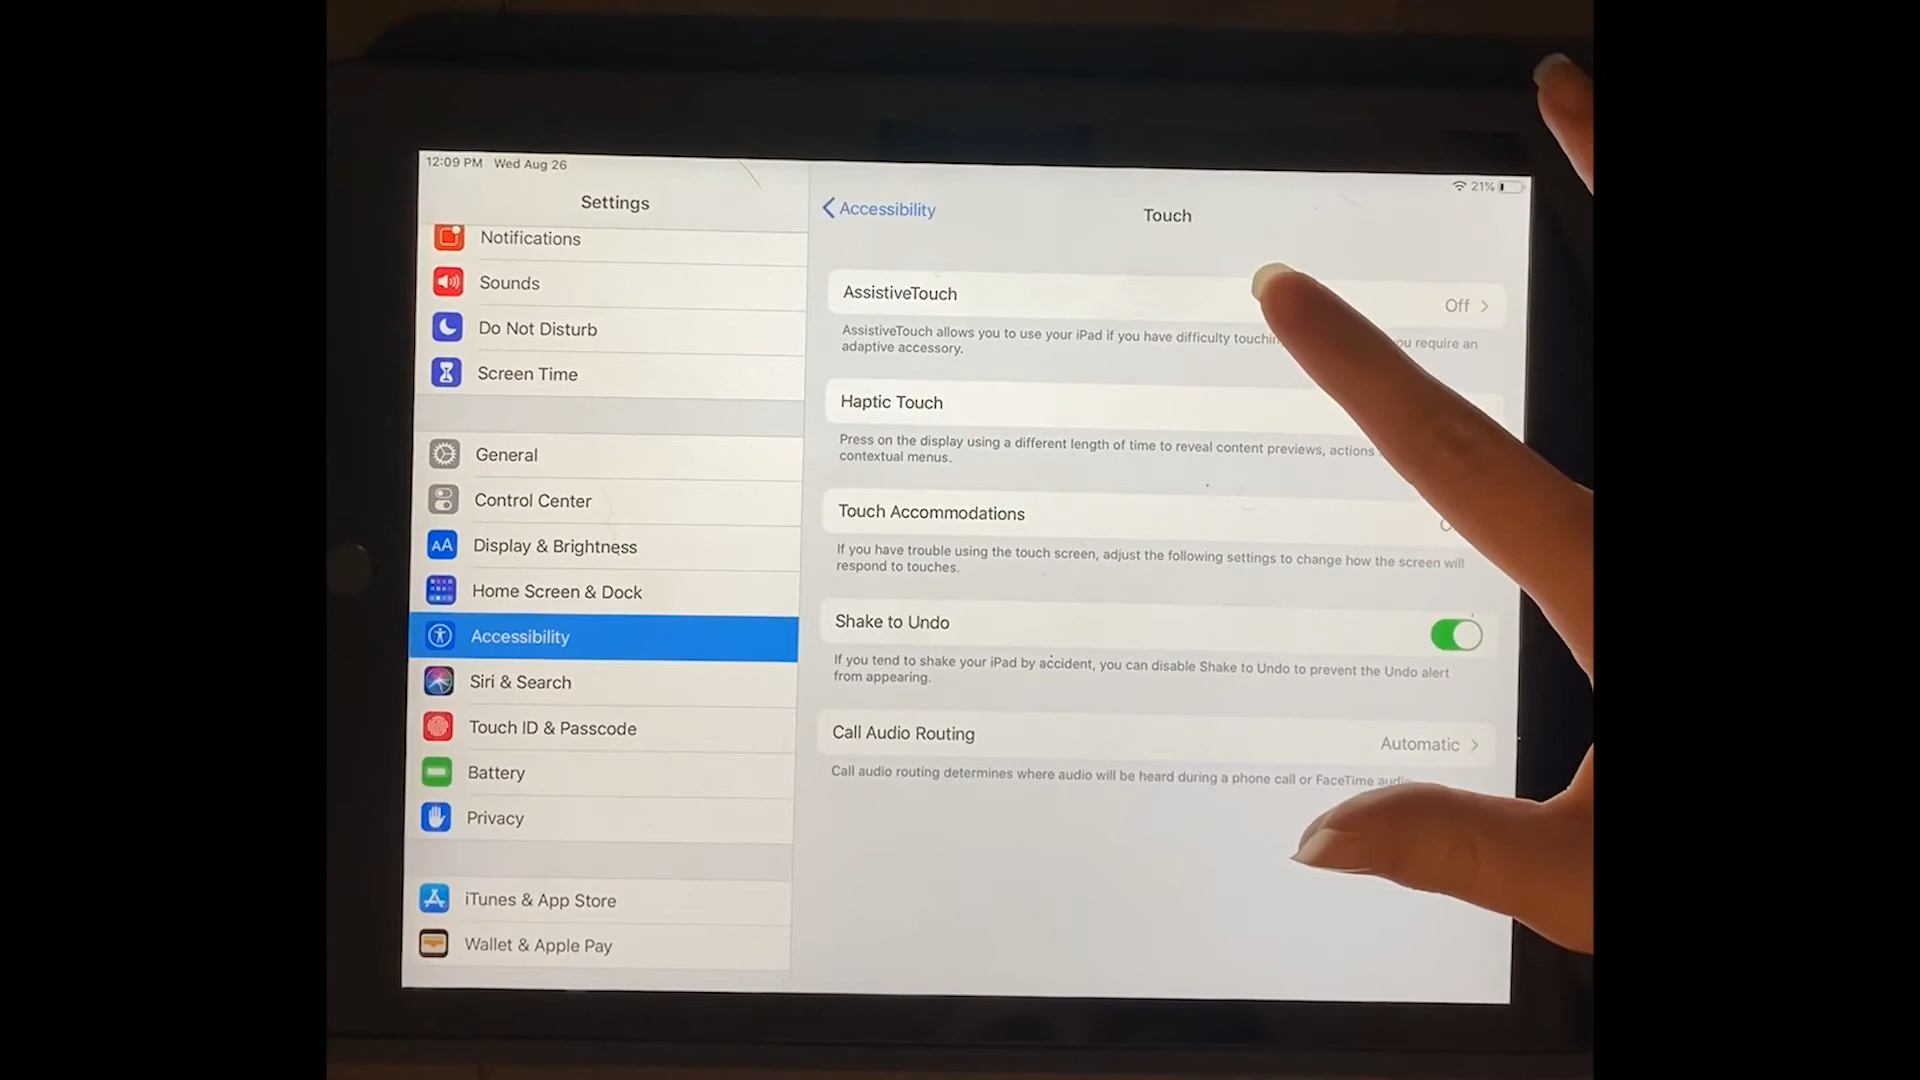 12:09 PM Wed Aug 26
21%
Settings
Notifications
Sounds
Do Not Disturb
Screen Time
General
Control Center
AA
Display & Brightness
Home Screen & Dock
Accessibility
Siri & Search
Touch ID & Passcode
Battery
Privacy
iTunes & App Store
Wallet & Apple Pay
Accessibility
Touch
AssistiveTouch
Off
AssistiveTouch allows you to use your iPad if you have difficulty require an
adaptive accessory.
Haptic Touch
Press on the display using a different length of time to reveal content previews, actions
contextual menus.
Touch Accommodations
If you have trouble using the touch screen, adjust the following settings to change how the screen will
respond to touches.
Shake to Undo
If you tend to shake your iPad by accident, you can disable Shake to Undo to prevent the Undo alert
from appearing.
Call Audio Routing
Automatic
Call audio routing determines where audio will be heard during a phone call or FaceTime